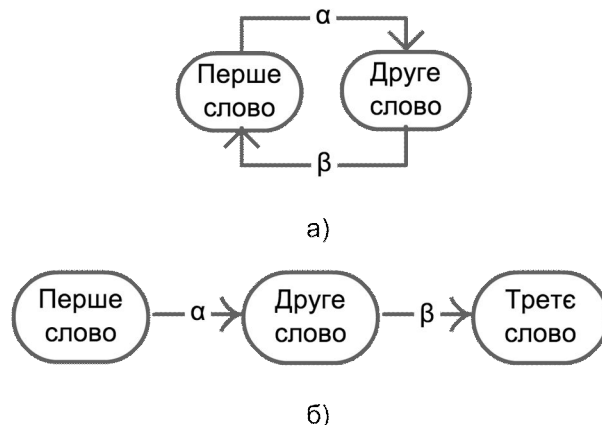 α
Перше
слово
Друге
слово
β
а)
Перше
слово
α
Друге
слово
β
Третє
слово
б)